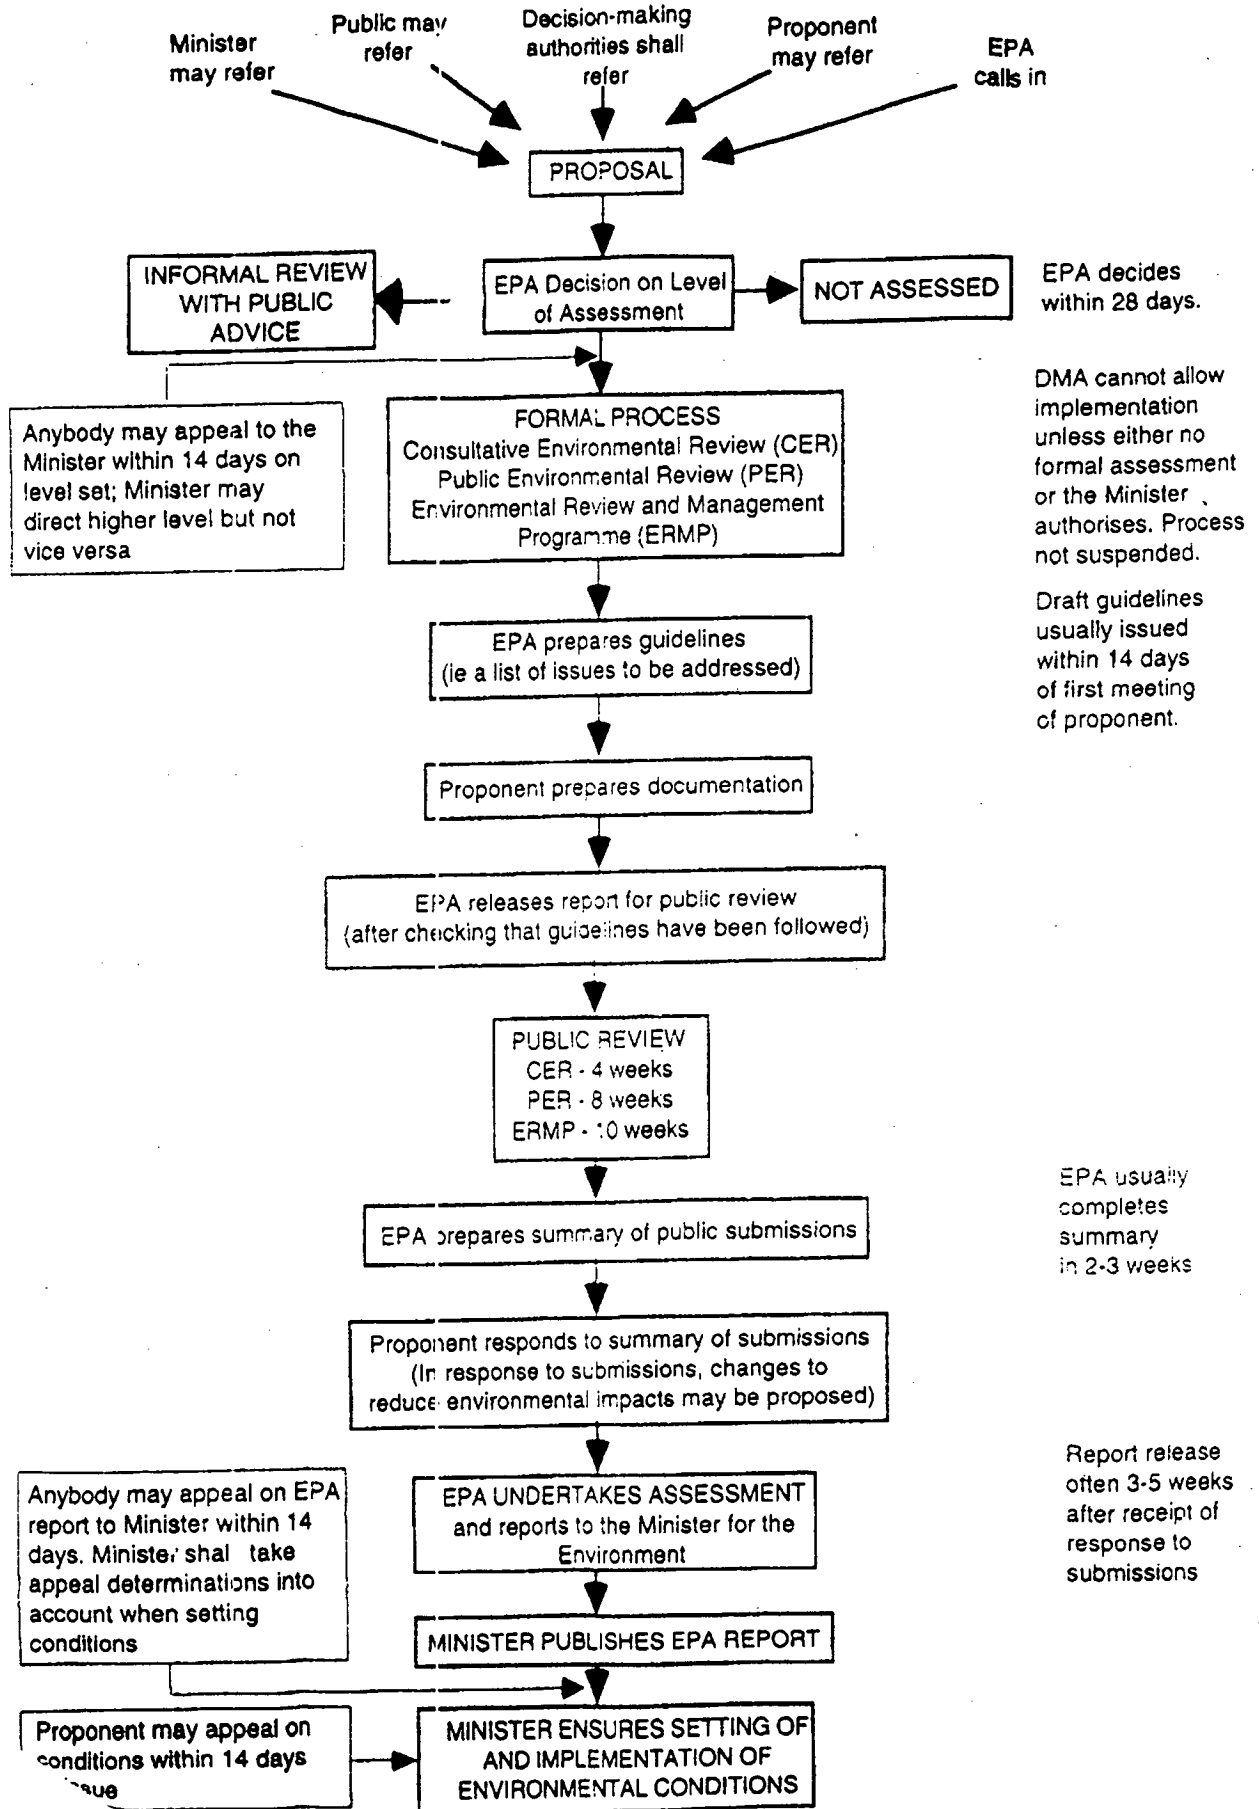 Minister
may refer
Public may
refer
Decision-making
authorities shall
refer
Proponent
may refer
EPA
calls in
PROPOSAL
INFORMAL REVIEW
WITH PUBLIC
ADVICE
EPA Decision on Level
of Assessment
NOT ASSESSED
EPA decides
within 28 days.
Anybody may appeal to the
Minister within 14 days on
level set; Minister may
direct higher level but not
vice versa
FORMAL PROCESS
Consultative Environmental Review (CER)
Public Environmental Review (PER)
Environmental Review and Management
Programme (ERMP)
DMA cannot allow
implementation
unless either no
formal assessment
or the Minister
authorises. Process
not suspended.
EPA prepares guidelines
(ie a list of issues to be addressed)
Draft guidelines
usually issued
within 14 days
of first meeting
of proponent.
Proponent prepares documentation
EPA releases report for public review
(after checking that guidelines have been followed)
PUBLIC REVIEW
CER - 4 weeks
PER - 8 weeks
ERMP - 10 weeks
EPA prepares summary of public submissions
EPA usually
completes
summary
in 2-3 weeks
Proponent responds to summary of submissions
(In response to submissions, changes to
reduce environmental impacts may be proposed)
Anybody may appeal on EPA
report to Minister within 14
days. Minister shal take
appeal determinations into
account when setting
conditions
EPA UNDERTAKES ASSESSMENT
and reports to the Minister for the
Environment
Report release
often 3-5 weeks
after receipt of
response to
submissions
MINISTER PUBLISHES EPA REPORT
Proponent may appeal on
conditions within 14 days
MINISTER ENSURES SETTING OF
AND IMPLEMENTATION OF
ENVIRONMENTAL CONDITIONS